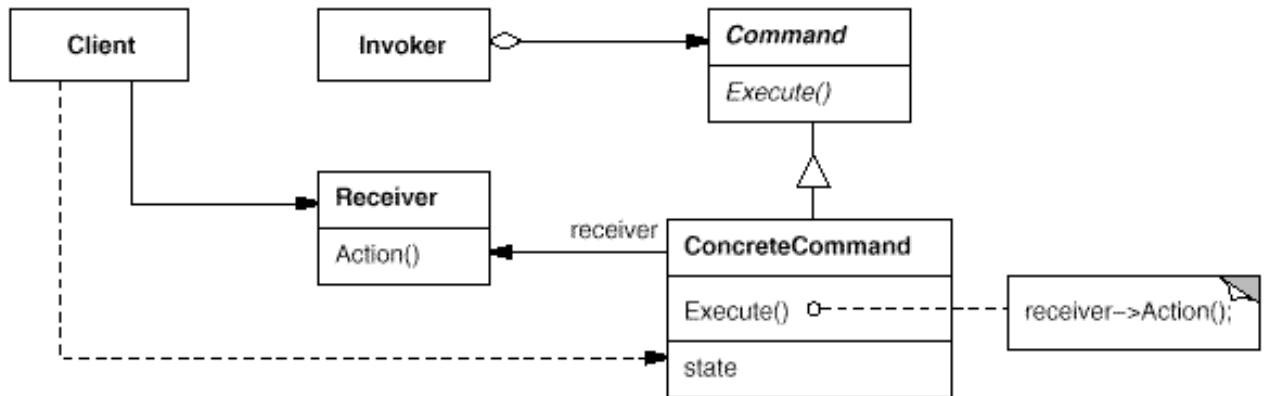 Client
Invoker
Command
Execute()
Receiver
Action()
receiver
ConcreteCommand
Execute()
receiver–>Action();
state